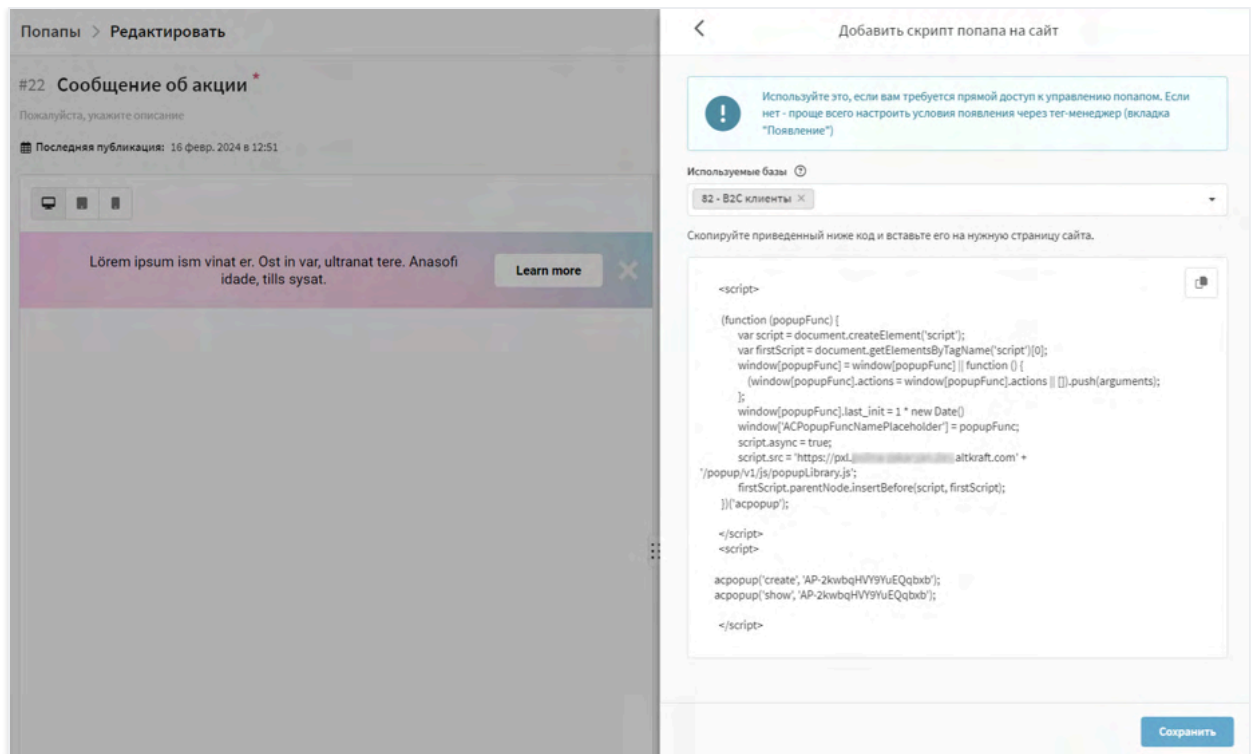 Попапы > Редактировать
#22 Сообщение об акции *
Пожалуйста, укажите описание
Последняя публикация: 16 февр. 2024 в 12:51
Lörem ipsum ism vinat er. Ost in var, ultranat tere. Anasofi
idade, tills sysat.
Learn more
Добавить скрипт попапа на сайт
Используйте это, если вам требуется прямой доступ к управлению попапом. Если
нет - проще всего настроить условия появления через тег-менеджер (вкладка
"Появление")
Используемые базы
82 - B2C клиенты
Скопируйте приведенный ниже код и вставьте его на нужную страницу сайта.
<script>
(function (popupFunc) {
var script = document.createElement('script');
var firstScript = document.getElementsByTagName('script')[0];
window[popupFunc] = window[popupFunc] || function () {
(window[popupFunc].actions = window[popupFunc].actions || []).push(arguments);
};
window[popupFunc].last_init = 1 * new Date()
window['ACPopupFuncNamePlaceholder'] = popupFunc;
script.async = true;
script.src = 'https://pxl. altkraft.com' +
'/popup/v1/js/popupLibrary.js';
firstScript.parentNode.insertBefore(script, firstScript);
})('acpopup');
</script>
<script>
acpopup('create', 'AP-2kwbqHVY9YuEQqbxb');
acpopup('show', 'AP-2kwbqHVY9YuEQqbxb');
</script>
Сохранить